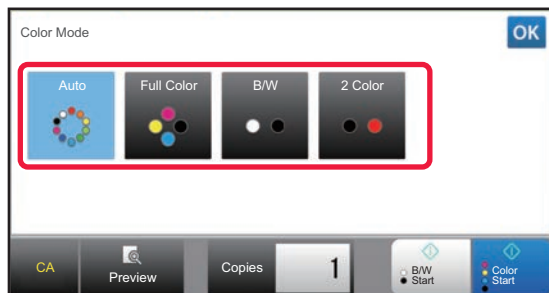 Color Mode
OK
Auto
Full Color
B/W
2 Color
CA
Preview
Copies
1
B/W
Start
Color
Start